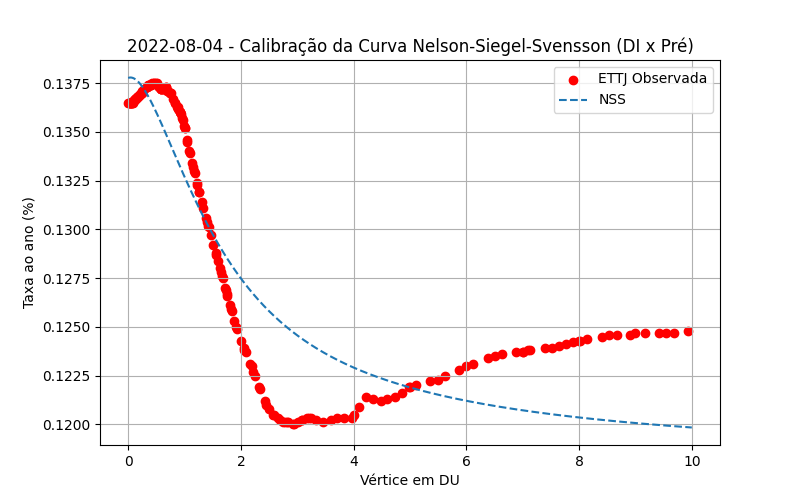 2022-08-04 - Calibração da Curva Nelson-Siegel-Svensson (DI x Pré)
ETTJ Observada
NSS
Taxa ao ano (%)
0.1375
0.1350
0.1325
0.1300
0.1275
0.1250
0.1225
0.1200
0 2 4 6 8 10
Vértice em DU